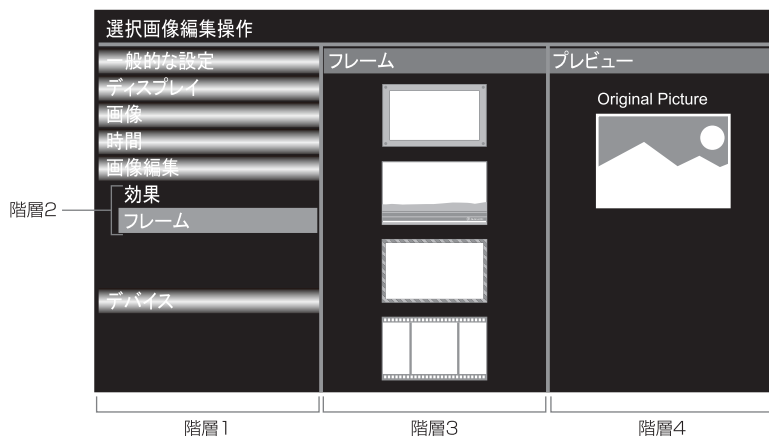 選択画像編集操作
一般的な設定
ディスプレイ
画像
時間
画像編集
効果
フレーム
デバイス
フレーム
プレビュー
Original Picture
階層2
階層1
階層3
階層4